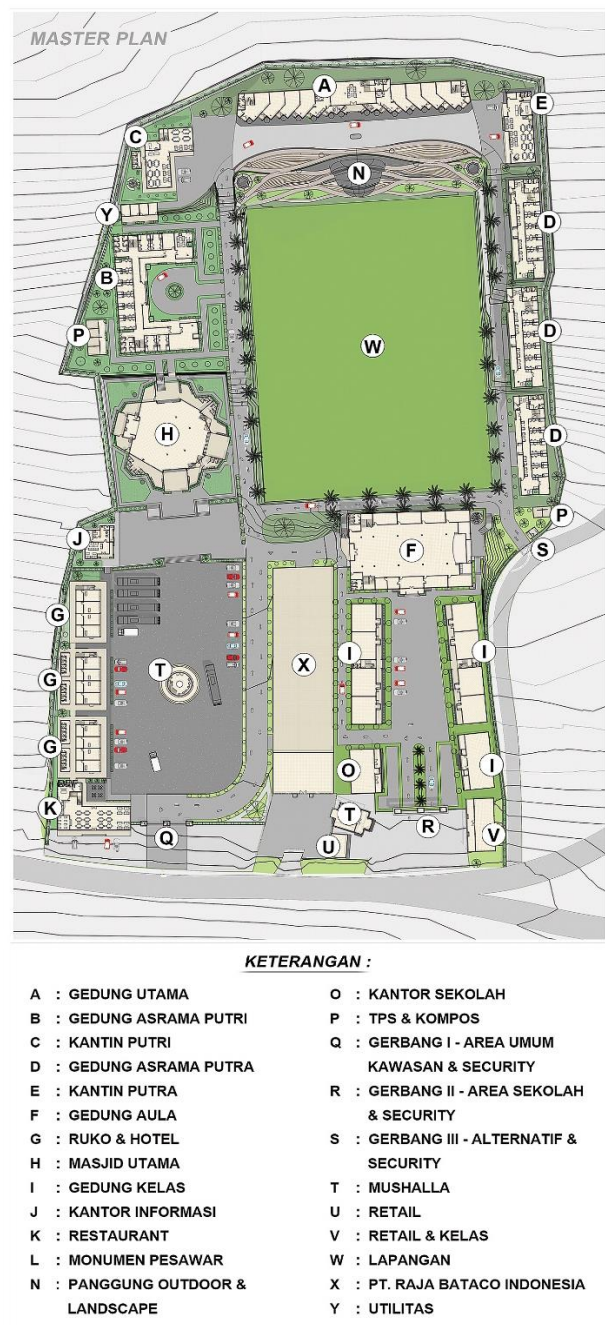 MASTER PLAN
A
E
C
N
Y
D
B
D
P
W
H
D
P
J
F
S
G
I
I
G
T
X
G
O
I
K
T
R
V
Q
U
KETERANGAN :
A : GEDUNG UTAMA
B : GEDUNG ASRAMA PUTRI
C : KANTIN PUTRI
D : GEDUNG ASRAMA PUTRA
E : KANTIN PUTRA
F : GEDUNG AULA
G : RUKO & HOTEL
H : MASJID UTAMA
I : GEDUNG KELAS
J : KANTOR INFORMASI
K : RESTAURANT
L : MONUMEN PESAWAR
N : PANGGUNG OUTDOOR &
LANDSCAPE
O : KANTOR SEKOLAH
P : TPS & KOMPOS
Q : GERBANG I - AREA UMUM
KAWASAN & SECURITY
R : GERBANG II - AREA SEKOLAH
& SECURITY
S : GERBANG III - ALTERNATIF &
SECURITY
T : MUSHALLA
U : RETAIL
V : RETAIL & KELAS
W : LAPANGAN
X : PT. RAJA BATACO INDONESIA
Y : UTILITAS